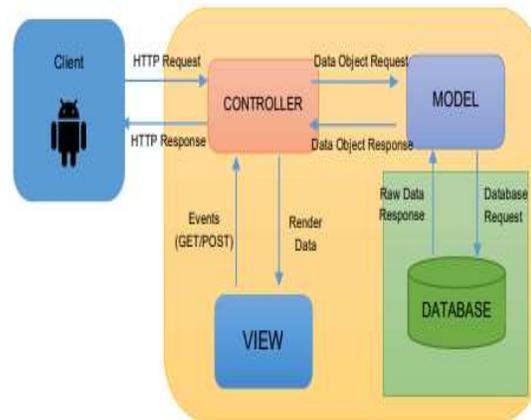 Client
HTTP Request
HTTP Response
CONTROLLER
Data Object Request
Data Object Response
MODEL
Events
(GET/POST)
Render
Data
Raw Data
Response
Database
Request
VIEW
DATABASE